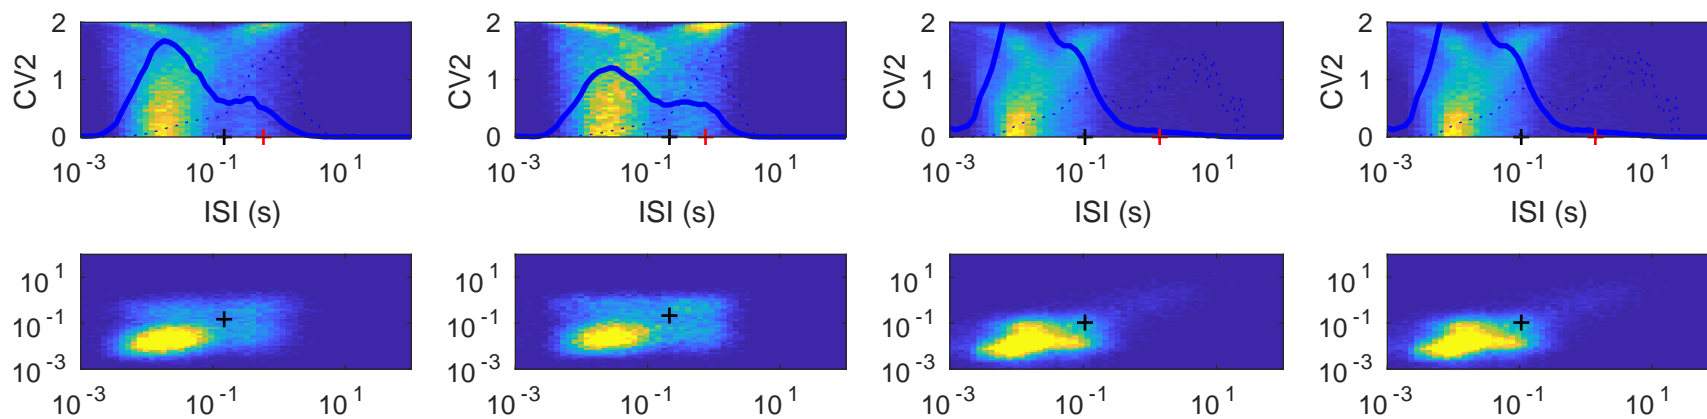 2 2 2 2
CV2 CV2 CV2 CV2
1 1 1 1
0 0 0 0
10 -3 10 -1 10 1 10 -3 10 -1 10 1 10 -3 10 -1 10 1 10 -3 10 -1 10 1
ISI (s) ISI (s) ISI (s) ISI (s)
10 1 10 1 10 1 10 1
10 -1 10 -1 10 -1 10 -1
10 -3 10 -3 10 -3 10 -3
10 -3 10 -1 10 1 10 -3 10 -1 10 1 10 -3 10 -1 10 1 10 -3 10 -1 10 1